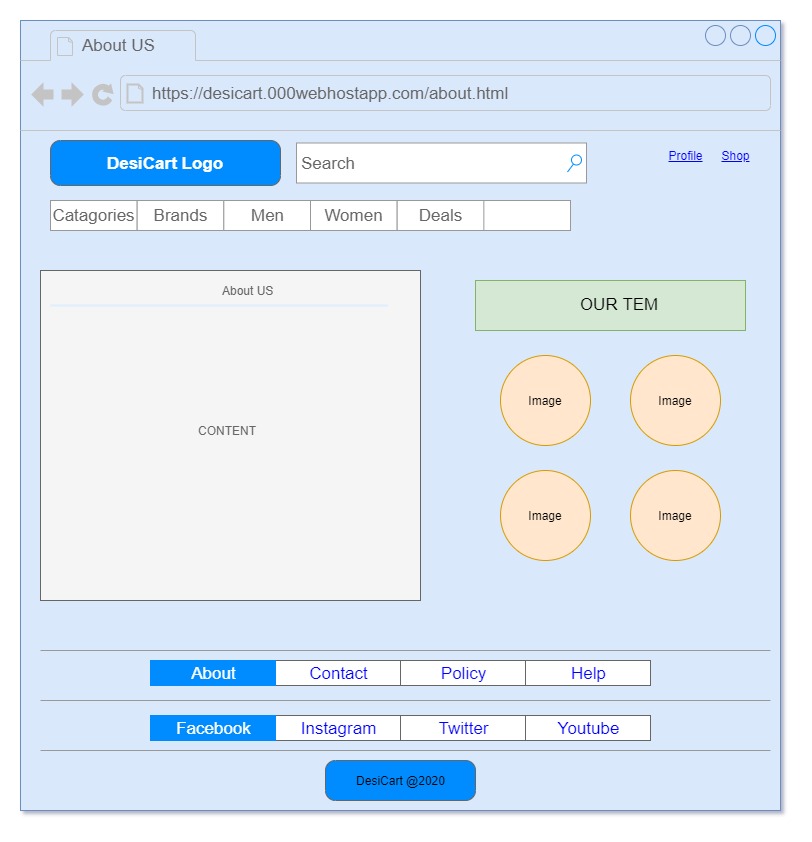 About US
https://desicart.000webhostapp.com/about.html
DesiCart Logo
Search
Profile Shop
Catagories Brands Men Women Deals
About US
CONTENT
OUR TEM
Image Image
Image Image
About Contact Policy Help
Facebook Instagram Twitter Youtube
DesiCart @2020